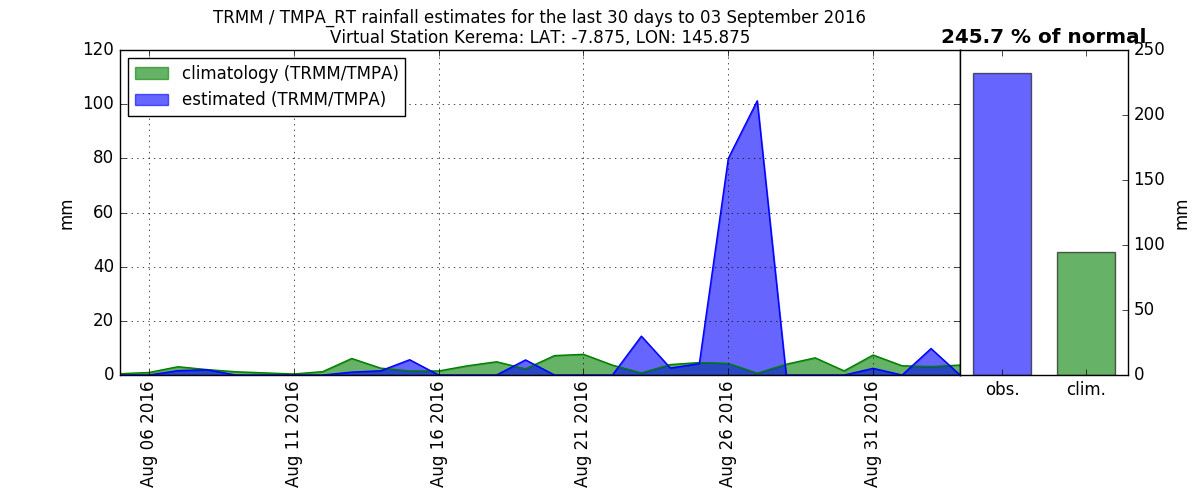 TRMM / TMPA_RT rainfall estimates for the last 30 days to 03 September 2016
Virtual Station Kerema: LAT: -7.875, LON: 145.875
245.7 % of normal
climatology (TRMM/TMPA)
estimated (TRMM/TMPA)
mm
120
100
80
60
40
20
0
Aug 06 2016
Aug 11 2016
Aug 16 2016
Aug 21 2016
Aug 26 2016
Aug 31 2016
250
200
150
100
50
0
mm
obs.
clim.